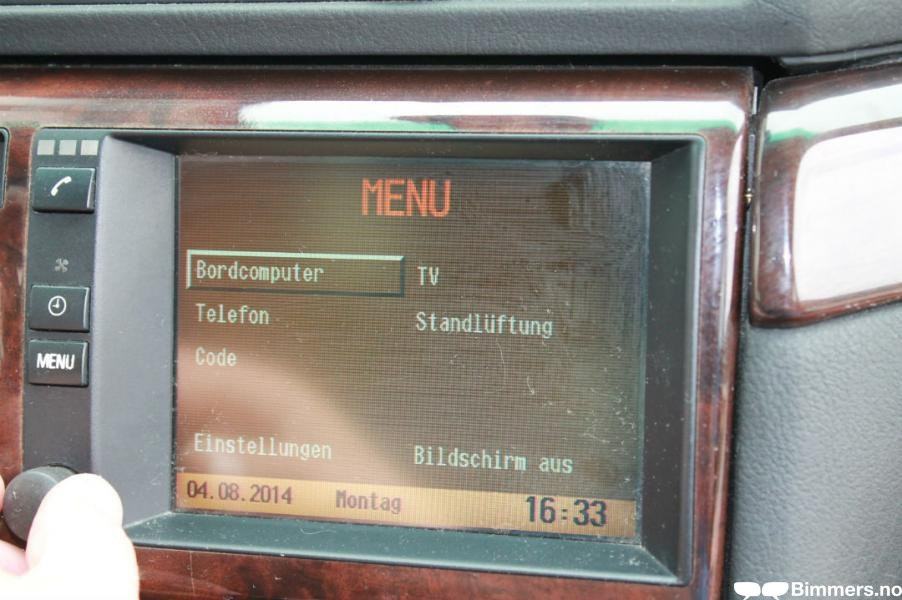 MENU
Bordcomputer
TV
Telefon
Standlüftung
Code
MENU
Einstellungen
Bildschirm aus
04.08.2014 Montag 16:33
Bimmers.no